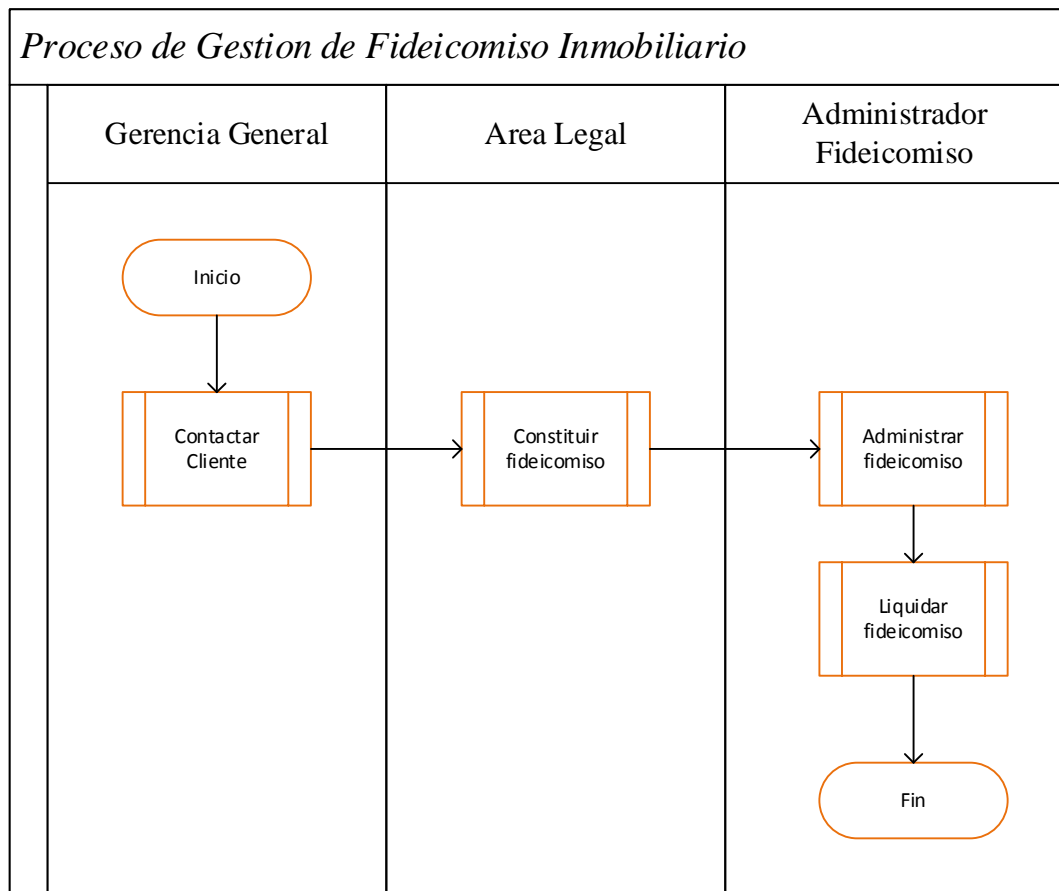 Proceso de Gestion de Fideicomiso Inmobiliario
Gerencia General
Area Legal
Administrador
Fideicomiso
Inicio
Contactar
Cliente
Constituir
fideicomiso
Administrar
fideicomiso
Liquidar
fideicomiso
Fin